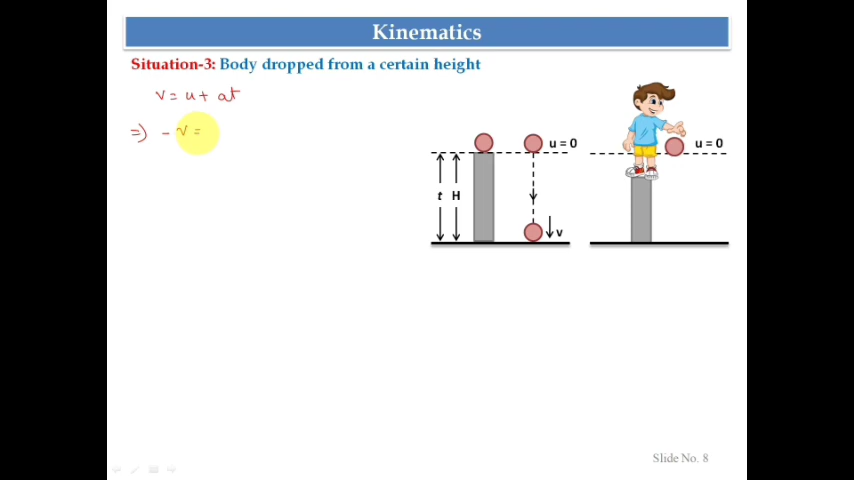 Kinematics
Situation-3: Body dropped from a certain height
v = u + at
⇒ - v =
u = 0
u = 0
t H
v
Slide No. 8